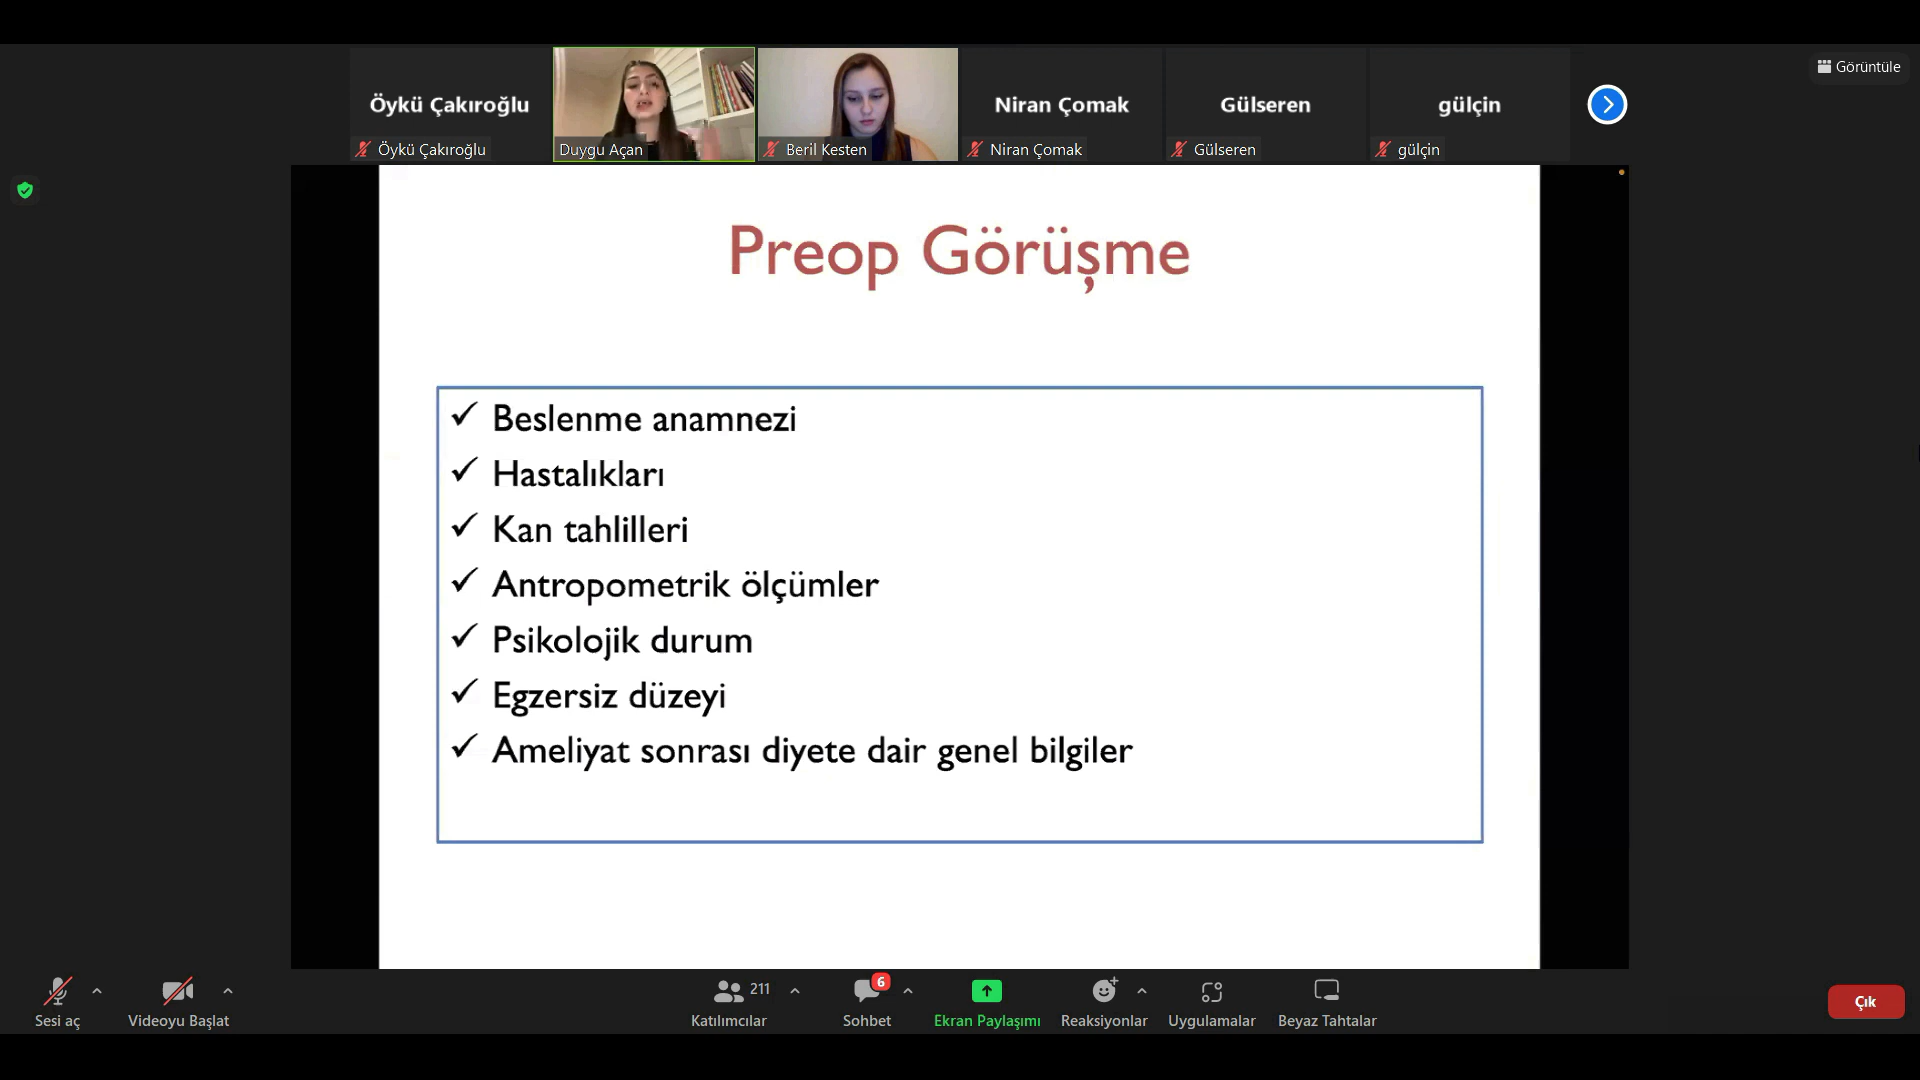 Öykü Çakıroğlu
Niran Çomak
Gülseren
gülçin
Görüntüle
Öykü Çakıroğlu
Duygu Açan
Beril Kesten
Niran Çomak
Gülseren
gülçin
Preop Görüşme
✓ Beslenme anamnezi
✓ Hastalıkları
✓ Kan tahlilleri
✓ Antropometrik ölçümler
✓ Psikolojik durum
✓ Egzersiz düzeyi
✓ Ameliyat sonrası diyete dair genel bilgiler
Sesi aç
Videoyu Başlat
211
Katılımcılar
6
Sohbet
Ekran Paylaşımı
Reaksiyonlar
Uygulamalar
Beyaz Tahtalar
Çık